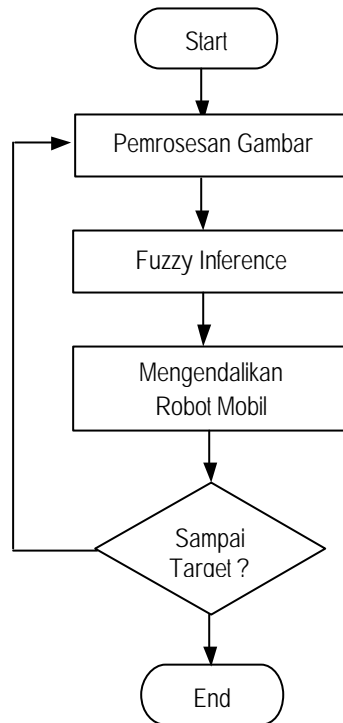 Start
Pemrosesan Gambar
Fuzzy Inference
Mengendalikan
Robot Mobil
Sampai
Target ?
End